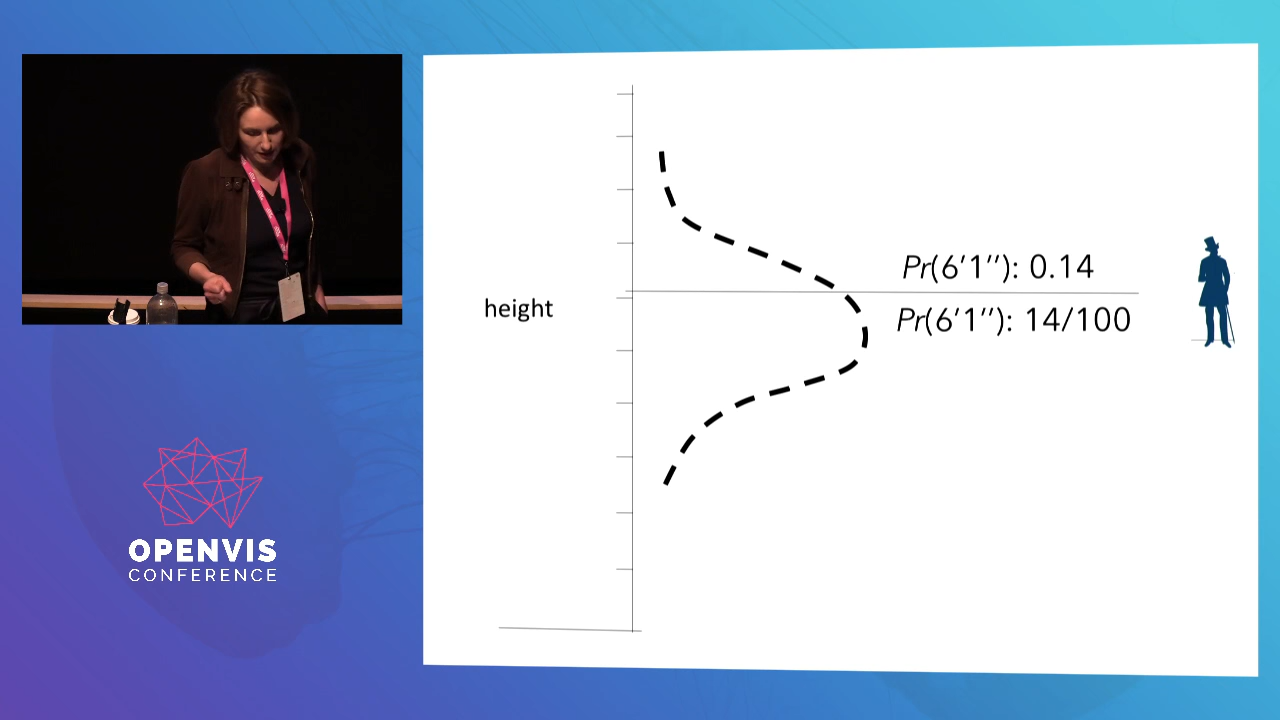 OPENVIS
CONFERENCE
height
Pr(6′1′′): 0.14
Pr(6′1′′): 14/100